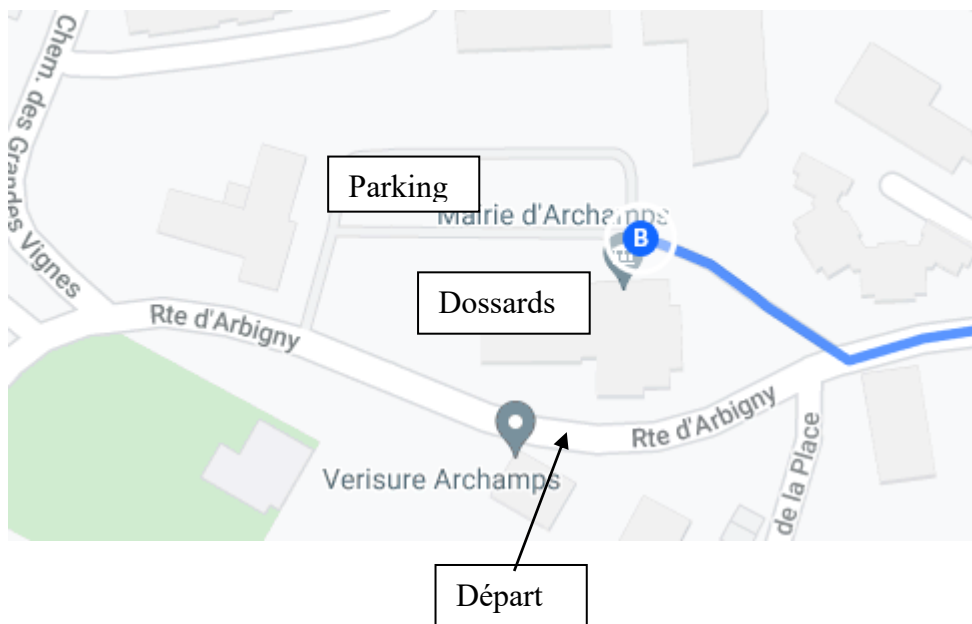 Chem. des Grandes Vignes
Parking
Mairie d'Archamps
B
Dossards
Rte d'Arbigny
Rte d'Arbigny
Verisure Archamps
de la Place
Départ